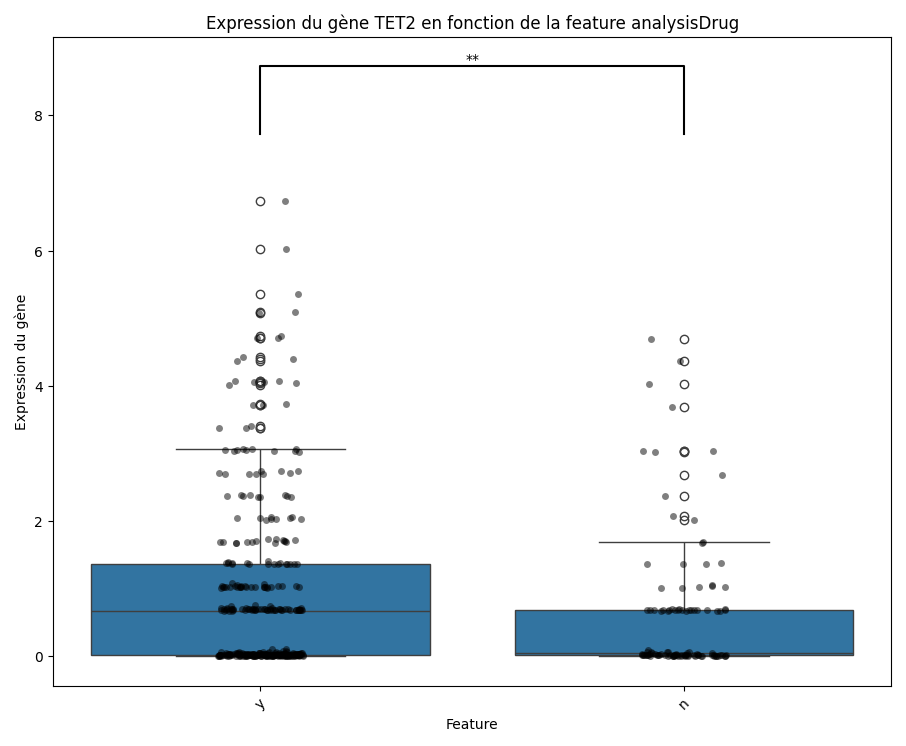 Expression du gène TET2 en fonction de la feature analysisDrug
**
8
6
4
2
0
Expression du gène
y
n
Feature